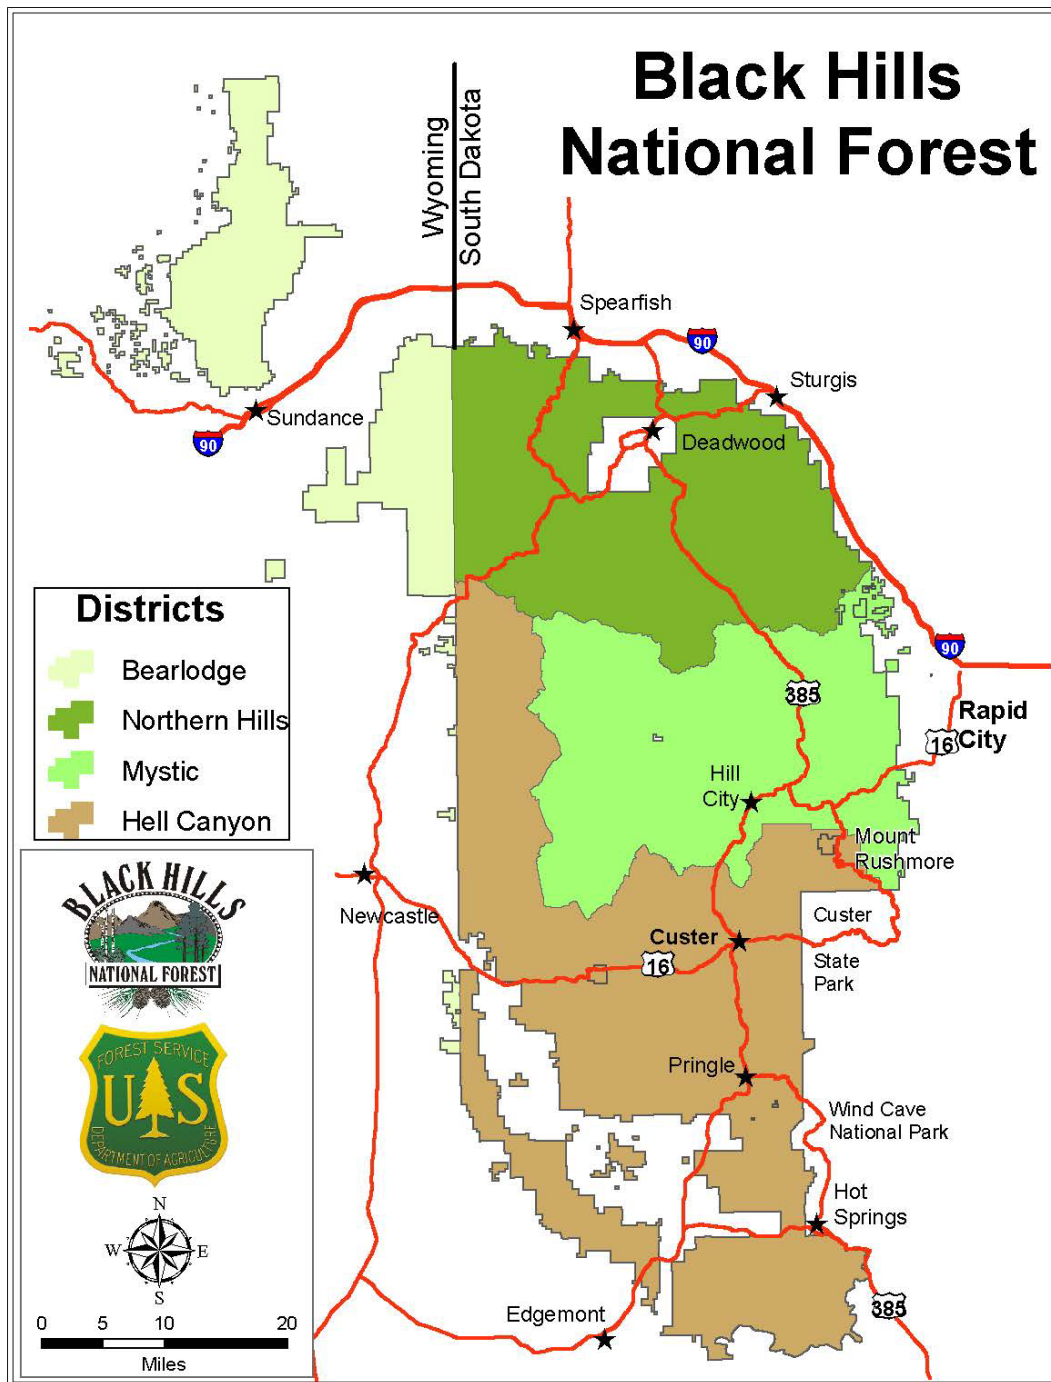 Black Hills
National Forest
Wyoming
South Dakota
Spearfish
90
Sturgis
Sundance
90
Deadwood
Districts
Bearlodge
Northern Hills
Mystic
Hell Canyon
90
385
Rapid
City
16
Hill
City
Mount
Rushmore
Newcastle
Custer
Custer
State
Park
16
Pringle
Wind Cave
National Park
Hot
Springs
Edgemont
385
BLACK HILLS
NATIONAL FOREST
FOREST SERVICE
U S
DEPARTMENT OF AGRICULTURE
N
W E
S
0 5 10 20
Miles